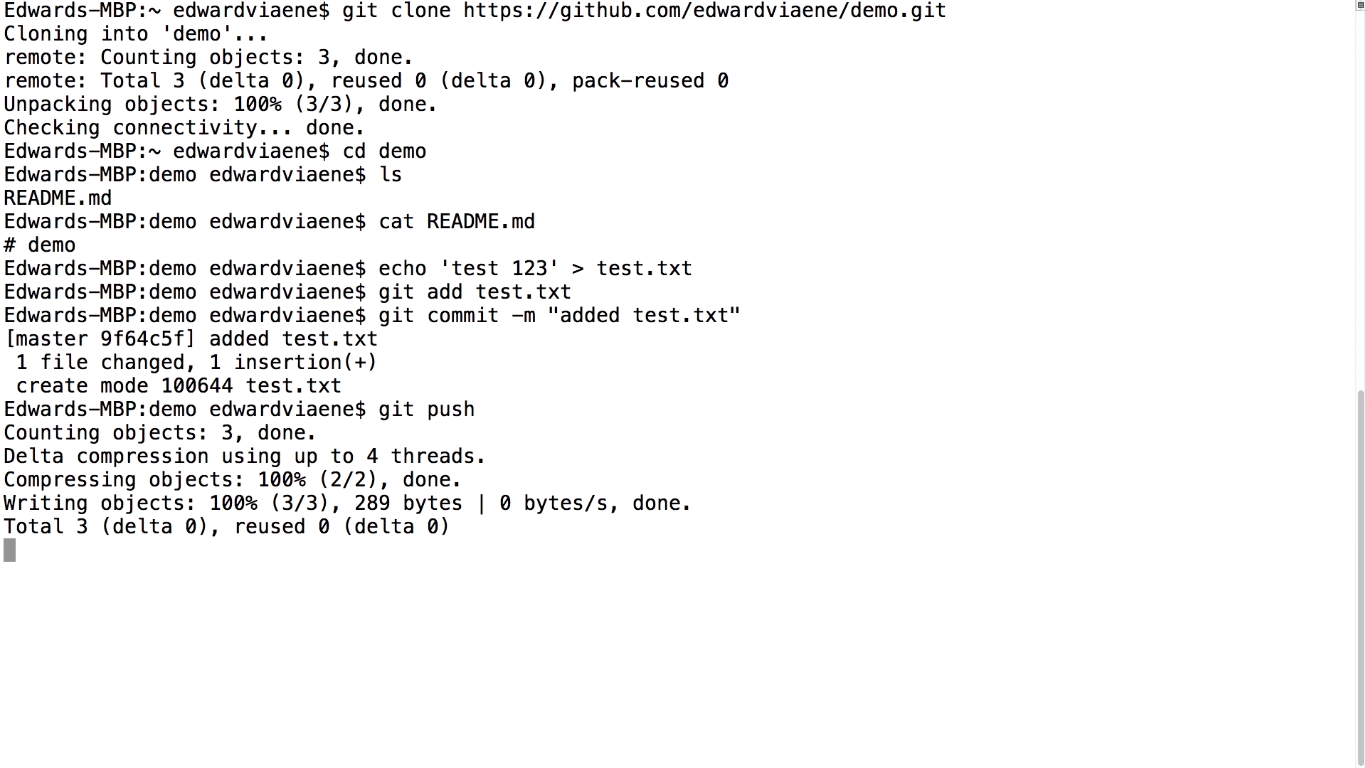 Edwards-MBP:~ edwardviaene$ git clone https://github.com/edwardviaene/demo.git
Cloning into 'demo'...
remote: Counting objects: 3, done.
remote: Total 3 (delta 0), reused 0 (delta 0), pack-reused 0
Unpacking objects: 100% (3/3), done.
Checking connectivity... done.
Edwards-MBP:~ edwardviaene$ cd demo
Edwards-MBP:demo edwardviaene$ ls
README.md
Edwards-MBP:demo edwardviaene$ cat README.md
# demo
Edwards-MBP:demo edwardviaene$ echo 'test 123' > test.txt
Edwards-MBP:demo edwardviaene$ git add test.txt
Edwards-MBP:demo edwardviaene$ git commit -m "added test.txt"
[master 9f64c5f] added test.txt
 1 file changed, 1 insertion(+)
 create mode 100644 test.txt
Edwards-MBP:demo edwardviaene$ git push
Counting objects: 3, done.
Delta compression using up to 4 threads.
Compressing objects: 100% (2/2), done.
Writing objects: 100% (3/3), 289 bytes | 0 bytes/s, done.
Total 3 (delta 0), reused 0 (delta 0)